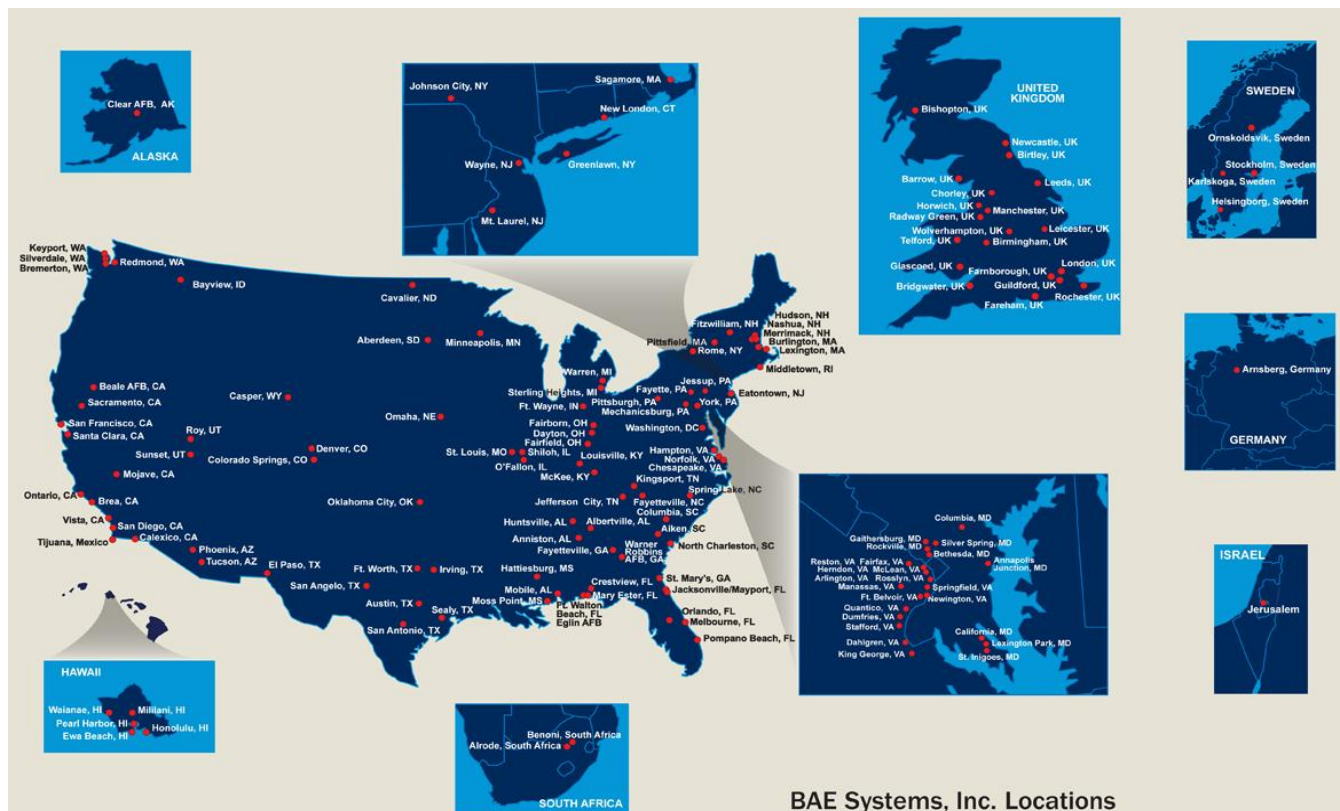 Clear AFB, AK
ALASKA
Johnson City, NY
Sagamore, MA
New London, CT
Wayne, NJ
Greenlawn, NY
Mt. Laurel, NJ
UNITED
KINGDOM
Bishopton, UK
Newcastle, UK
Birtley, UK
Barrow, UK
Leeds, UK
Chorley, UK
Horwich, UK
Manchester, UK
Radway Green, UK
Wolverhampton, UK
Leicester, UK
Telford, UK
Birmingham, UK
Glascoed, UK
London, UK
Farnborough, UK
Bridgwater, UK
Guildford, UK
Rochester, UK
Fareham, UK
SWEDEN
Ornskoldsvik, Sweden
Stockholm, Sweden
Karlskoga, Sweden
Helsingborg, Sweden
Arnsberg, Germany
GERMANY
ISRAEL
Jerusalem
Keyport, WA
Silverdale, WA
Bremerton, WA
Redmond, WA
Bayview, ID
Cavalier, ND
Aberdeen, SD
Minneapolis, MN
Hudson, NH
Nashua, NH
Fitzwilliam, NH
Merrimack, NH
Pittsfield, MA
Burlington, MA
Rome, NY
Lexington, MA
Middletown, RI
Warren, MI
Sterling Heights, MI
Jessup, PA
Fayette, PA
Eatontown, NJ
Beale AFB, CA
Casper, WY
Ft. Wayne, IN
Pittsburgh, PA
York, PA
Mechanicsburg, PA
Sacramento, CA
Omaha, NE
Fairborn, OH
Dayton, OH
Fairfield, OH
Washington, DC
San Francisco, CA
Santa Clara, CA
Roy, UT
Sunset, UT
Denver, CO
Colorado Springs, CO
St. Louis, MO
Shiloh, IL
O'Fallon, IL
Louisville, KY
McKee, KY
Hampton, VA
Norfolk, VA
Chesapeake, VA
Mojave, CA
Kingsport, TN
Ontario, CA
Brea, CA
Oklahoma City, OK
Jefferson City, TN
Fayetteville, NC
Spring Lake, NC
Vista, CA
San Diego, CA
Tijuana, Mexico
Calexico, CA
Huntsville, AL
Albertville, AL
Columbia, SC
Aiken, SC
Anniston, AL
Fayetteville, GA
Warner
Robbins
AFB, GA
North Charleston, SC
Phoenix, AZ
Tucson, AZ
El Paso, TX
Ft. Worth, TX
Irving, TX
Hattiesburg, MS
San Angelo, TX
Crestview, FL
St. Mary's, GA
Mobile, AL
Mary Ester, FL
Jacksonville/Mayport, FL
Moss Point, MS
Austin, TX
Sealy, TX
San Antonio, TX
Ft. Walton
Beach, FL
Eglin AFB
Orlando, FL
Melbourne, FL
Pompano Beach, FL
Columbia, MD
Gaithersburg, MD
Silver Spring, MD
Rockville, MD
Bethesda, MD
Annapolis
Junction, MD
Reston, VA
Fairfax, VA
Herndon, VA
McLean, VA
Arlington, VA
Rosslyn, VA
Manassas, VA
Springfield, VA
Ft. Belvoir, VA
Newington, VA
Quantico, VA
Dumfries, VA
Stafford, VA
California, MD
Lexington Park, MD
Dahlgren, VA
King George, VA
St. Inigoes, MD
HAWAII
Waianae, HI
Mililani, HI
Pearl Harbor, HI
Honolulu, HI
Ewa Beach, HI
Benoni, South Africa
Alrode, South Africa
SOUTH AFRICA
BAE Systems, Inc. Locations